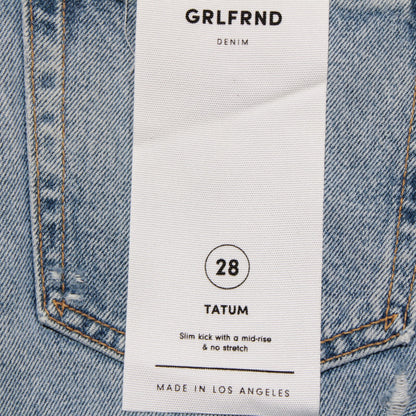 GRLFRND
DENIM
28
TATUM
Slim kick with a mid-rise
& no stretch
MADE IN LOS ANGELES